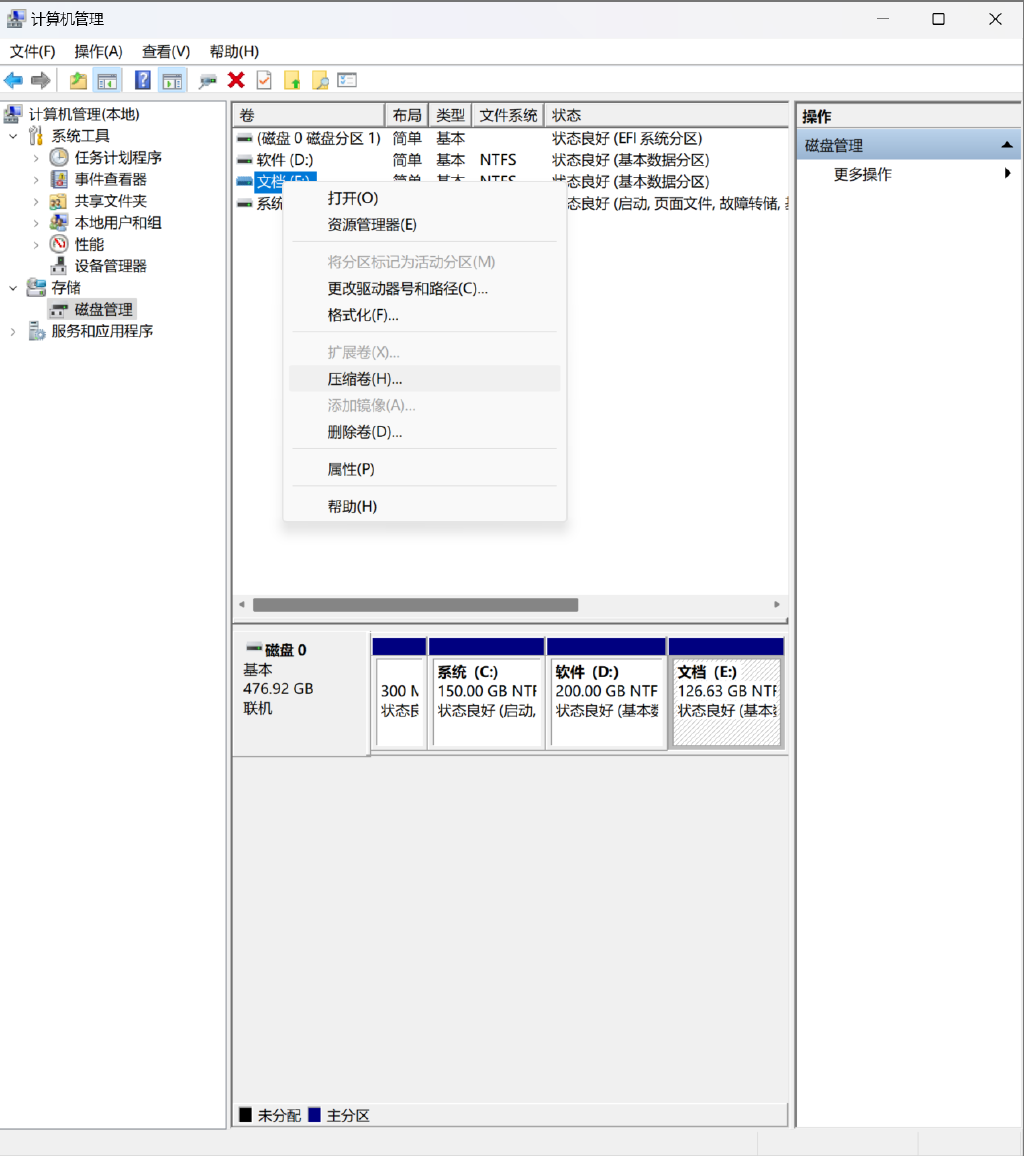 计算机管理
文件(F) 操作(A) 查看(V) 帮助(H)
计算机管理(本地)
系统工具
任务计划程序
事件查看器
共享文件夹
本地用户和组
性能
设备管理器
存储
磁盘管理
服务和应用程序
卷 布局 类型 文件系统 状态
(磁盘 0 磁盘分区 1) 简单 基本 状态良好 (EFI 系统分区)
软件 (D:) 简单 基本 NTFS 状态良好 (基本数据分区)
文档 (E:) 简单 基本 NTFS 状态良好 (基本数据分区)
系统 态良好 (启动, 页面文件, 故障转储,
打开(O)
资源管理器(E)
将分区标记为活动分区(M)
更改驱动器号和路径(C)...
格式化(F)...
扩展卷(X)...
压缩卷(H)...
添加镜像(A)...
删除卷(D)...
属性(P)
帮助(H)
操作
磁盘管理
更多操作
磁盘 0
基本
476.92 GB
联机
300 M
状态良
系统 (C:)
150.00 GB NTF
状态良好 (启动,
软件 (D:)
200.00 GB NTF
状态良好 (基本数
文档 (E:)
126.63 GB NTF
状态良好 (基本数
未分配 主分区